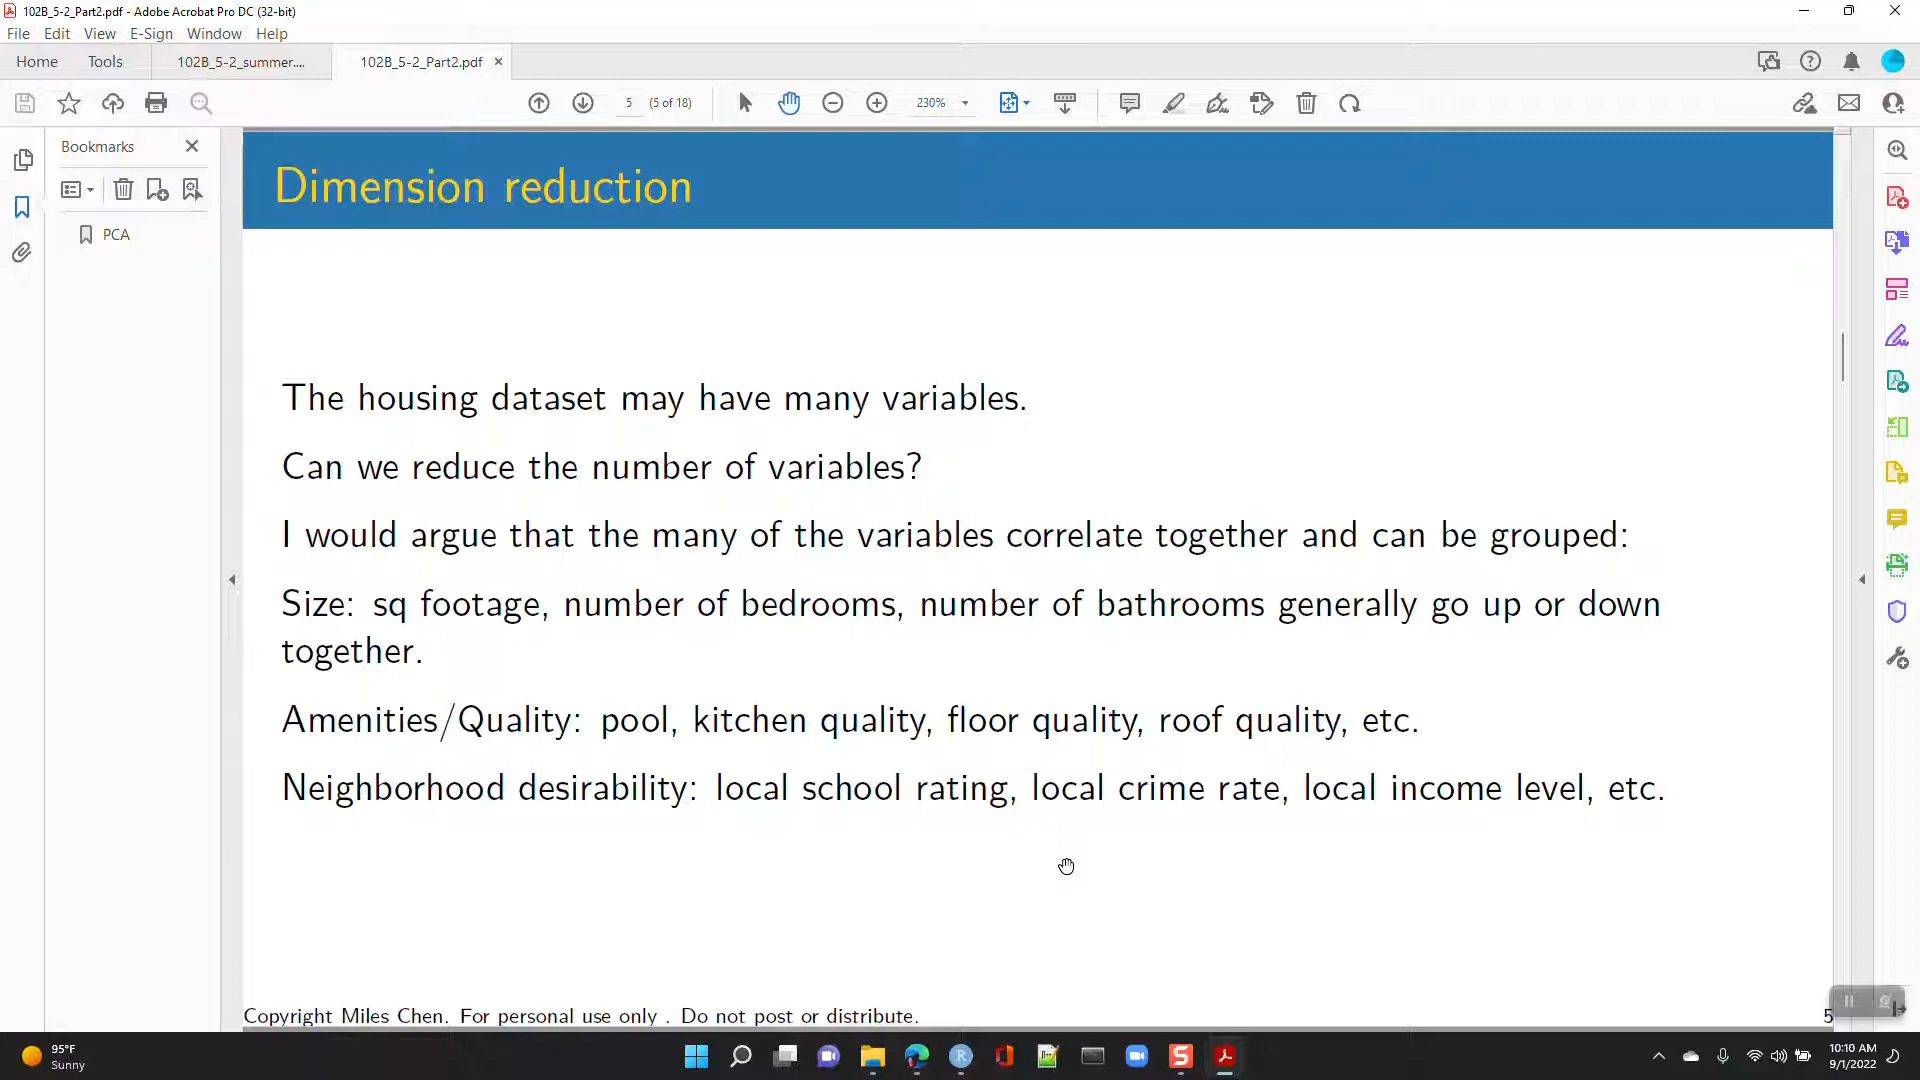 102B_5-2_Part2.pdf - Adobe Acrobat Pro DC (32-bit)
File Edit View E-Sign Window Help
Home Tools 102B_5-2_summer.... 102B_5-2_Part2.pdf
5 (5 of 18) 230%
Bookmarks
PCA
Dimension reduction
The housing dataset may have many variables.
Can we reduce the number of variables?
I would argue that the many of the variables correlate together and can be grouped:
Size: sq footage, number of bedrooms, number of bathrooms generally go up or down
together.
Amenities/Quality: pool, kitchen quality, floor quality, roof quality, etc.
Neighborhood desirability: local school rating, local crime rate, local income level, etc.
Copyright Miles Chen. For personal use only . Do not post or distribute.
5
95°F
Sunny
10:10 AM
9/1/2022